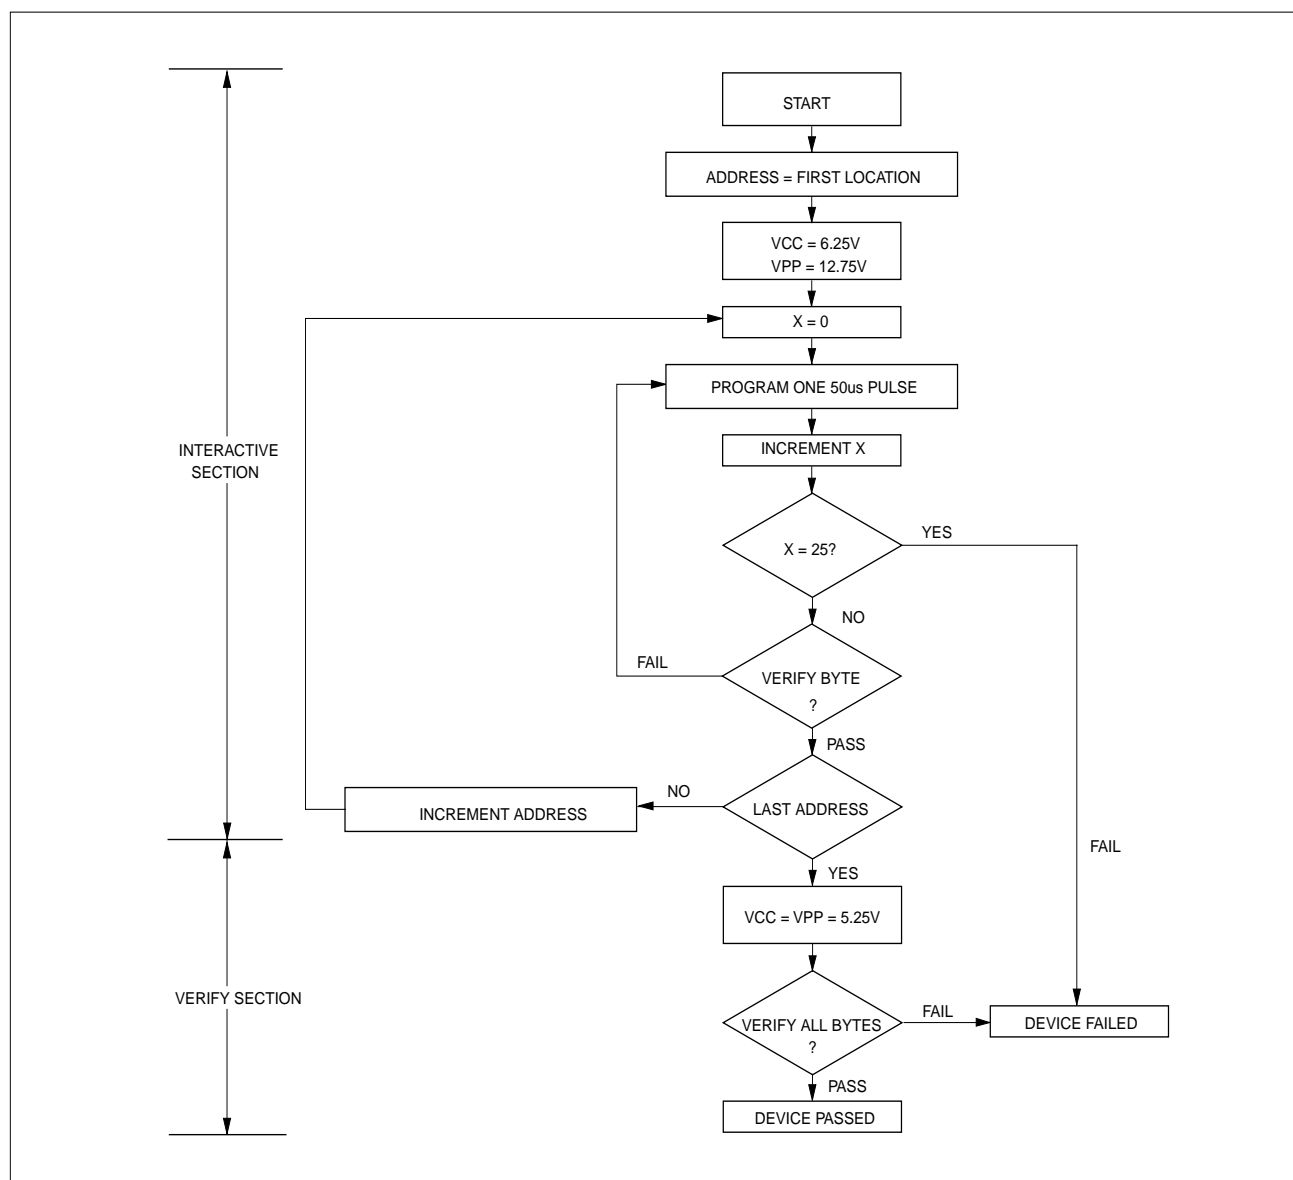 START
ADDRESS = FIRST LOCATION
VCC = 6.25V
VPP = 12.75V
X = 0
PROGRAM ONE 50us PULSE
INCREMENT X
INTERACTIVE
SECTION
X = 25?
YES
NO
FAIL
VERIFY BYTE
?
PASS
NO
LAST ADDRESS
INCREMENT ADDRESS
FAIL
YES
VCC = VPP = 5.25V
VERIFY SECTION
FAIL
VERIFY ALL BYTES
?
DEVICE FAILED
PASS
DEVICE PASSED